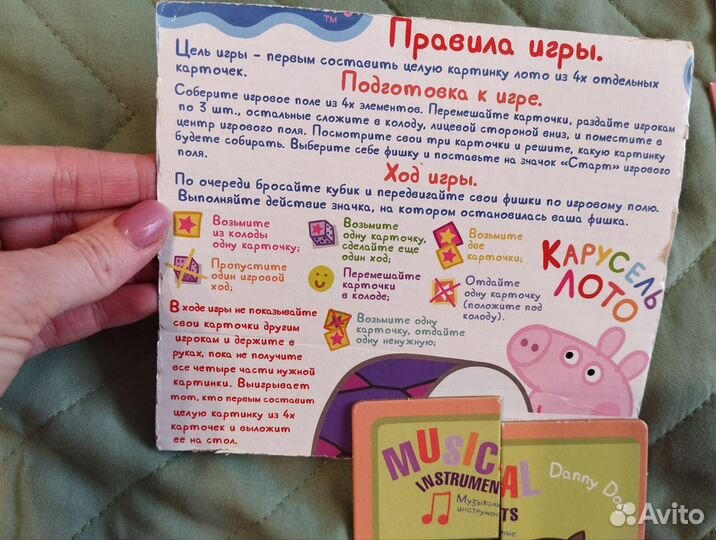 TM
Правила игры.
Цель игры – первым составить целую картинку лото из 4х отдельных
карточек.
Подготовка к игре.
Соберите игровое поле из 4х элементов. Перемешайте карточки, раздайте игрокам
по 3 шт., остальные сложите в колоду, лицевой стороной вниз, и поместите в
центр игрового поля. Посмотрите свои три карточки и решите, какую картинку
будете собирать. Выберите себе фишку и поставьте на значок «Старт» игрового
поля.
Ход игры.
По очереди бросайте кубик и передвигайте свои фишки по игровому полю.
Выполняйте действие значка, на котором остановилась ваша фишка.
Возьмите
из колоды
одну карточку;
Возьмите
одну карточку,
сделайте еще
один ход;
Возьмите
две
карточки;
Пропустите
один игровой
ход;
Перемешайте
карточки
в колоде;
Отдайте
одну карточку
(положите под
колоду).
Возьмите одну
карточку, отдайте
одну ненужную;
КАРУСЕЛЬ
ЛОТО
В ходе игры не показывайте
свои карточки другим
игрокам и держите в
руках, пока не получите
все четыре части нужной
картинки. Выигрывает
тот, кто первым составит
целую картинку из 4х
карточек и выложит
ее на стол.
MUSICAL
INSTRUMENTS
Danny Dog
Avito